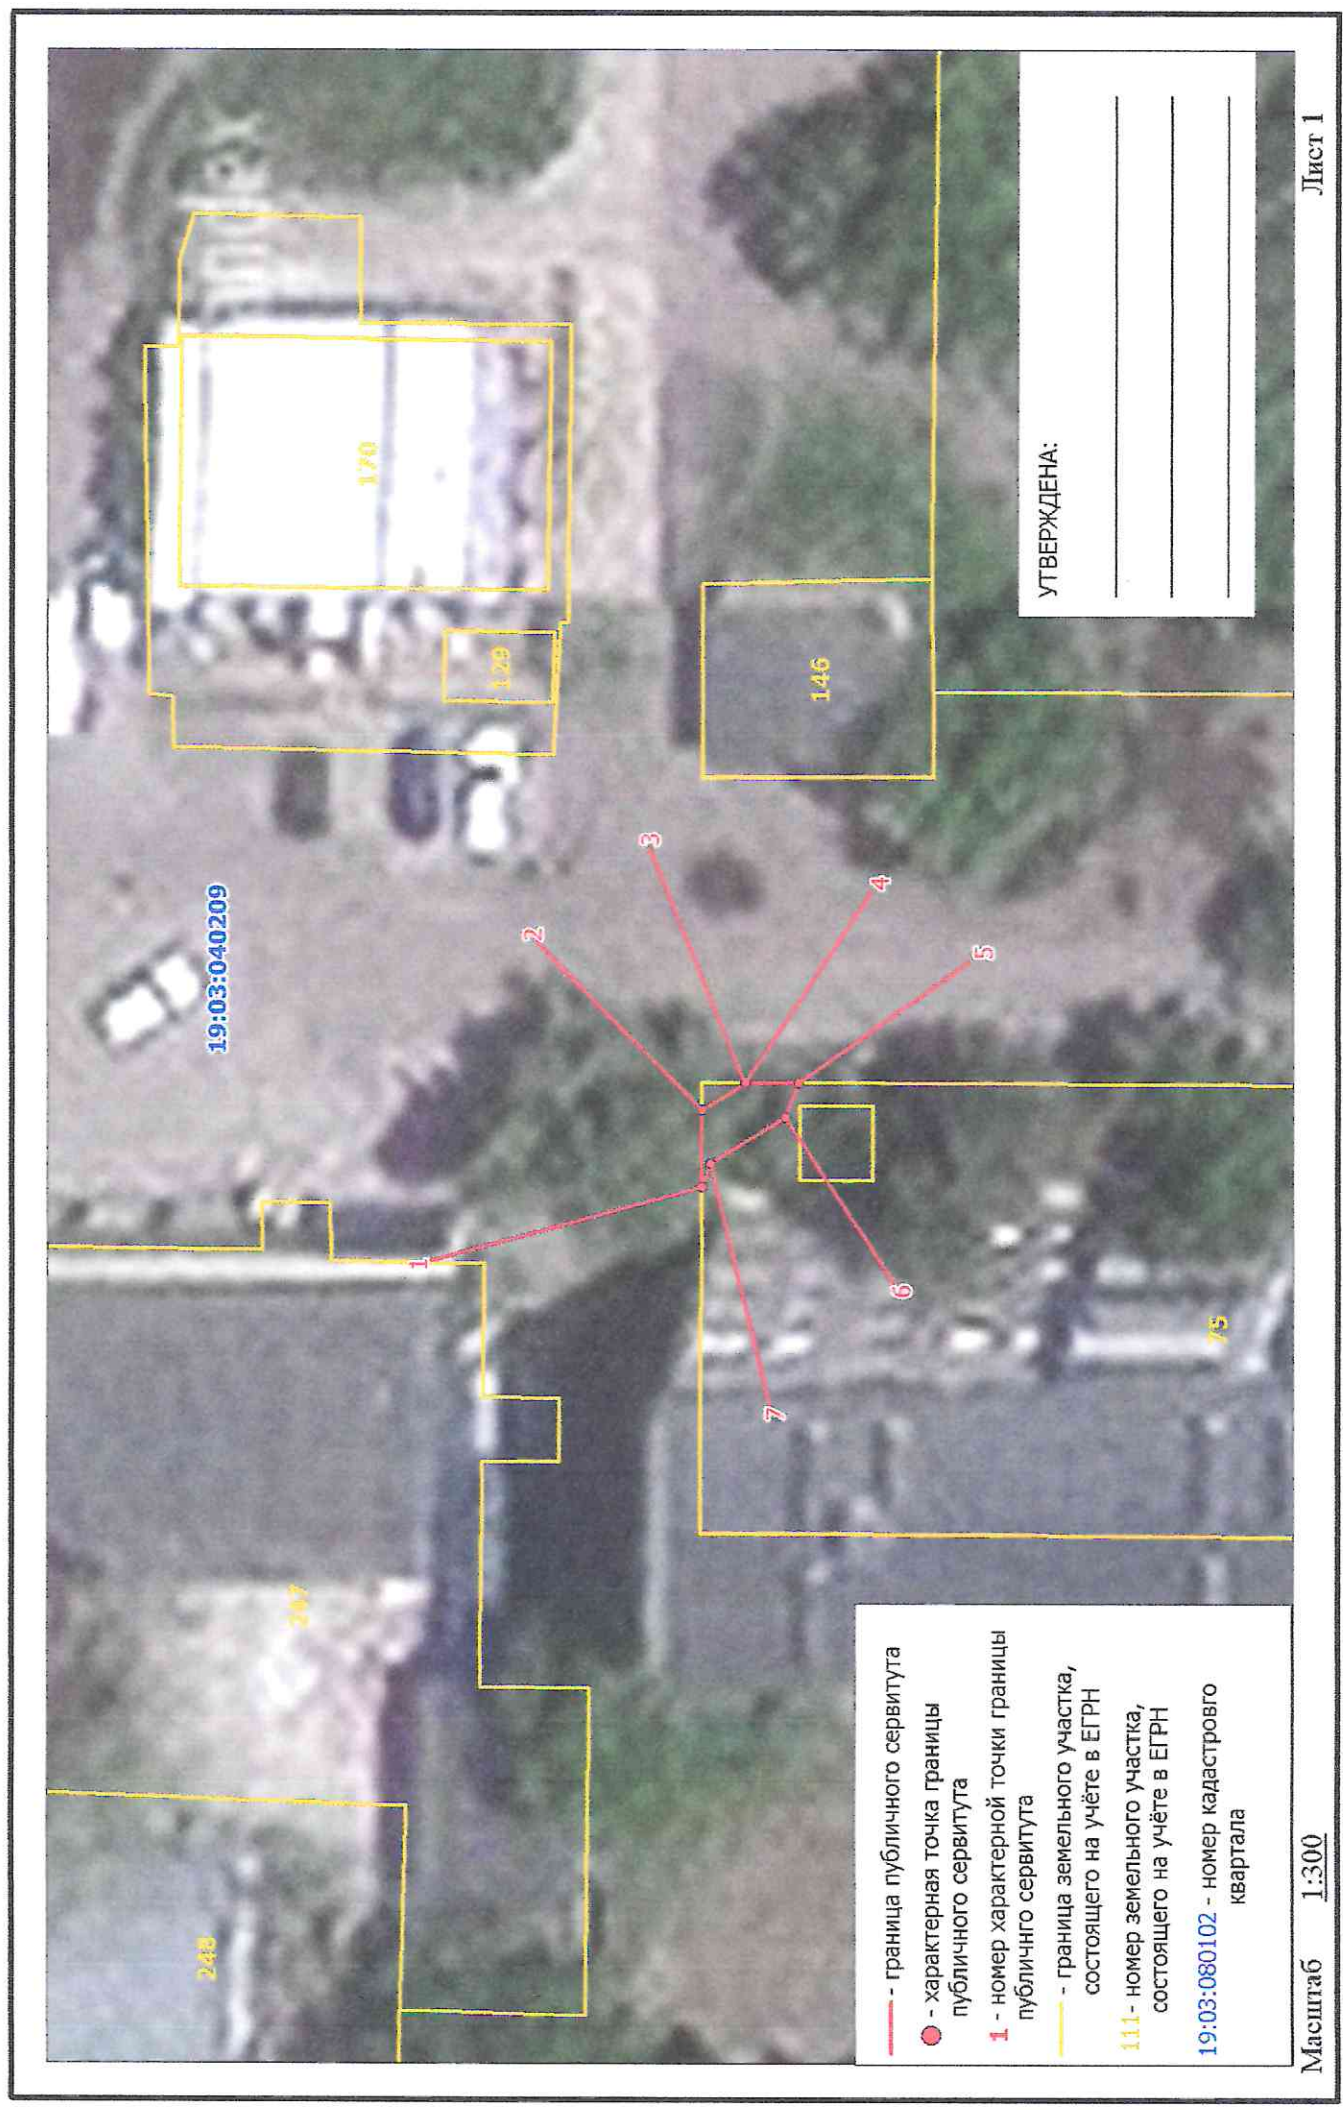 248
247
170
129
19:03:040209
1
2
3
4
5
6
7
146
75
- граница публичного сервитута
- характерная точка границы
публичного сервитута
1 - номер характерной точки границы
публичнго сервитута
- граница земельного участка,
состоящего на учёте в ЕГРН
111- номер земельного участка,
состоящего на учёте в ЕГРН
19:03:080102 - номер кадастровго
квартала
УТВЕРЖДЕНА:
Масштаб 1:300
Лист 1